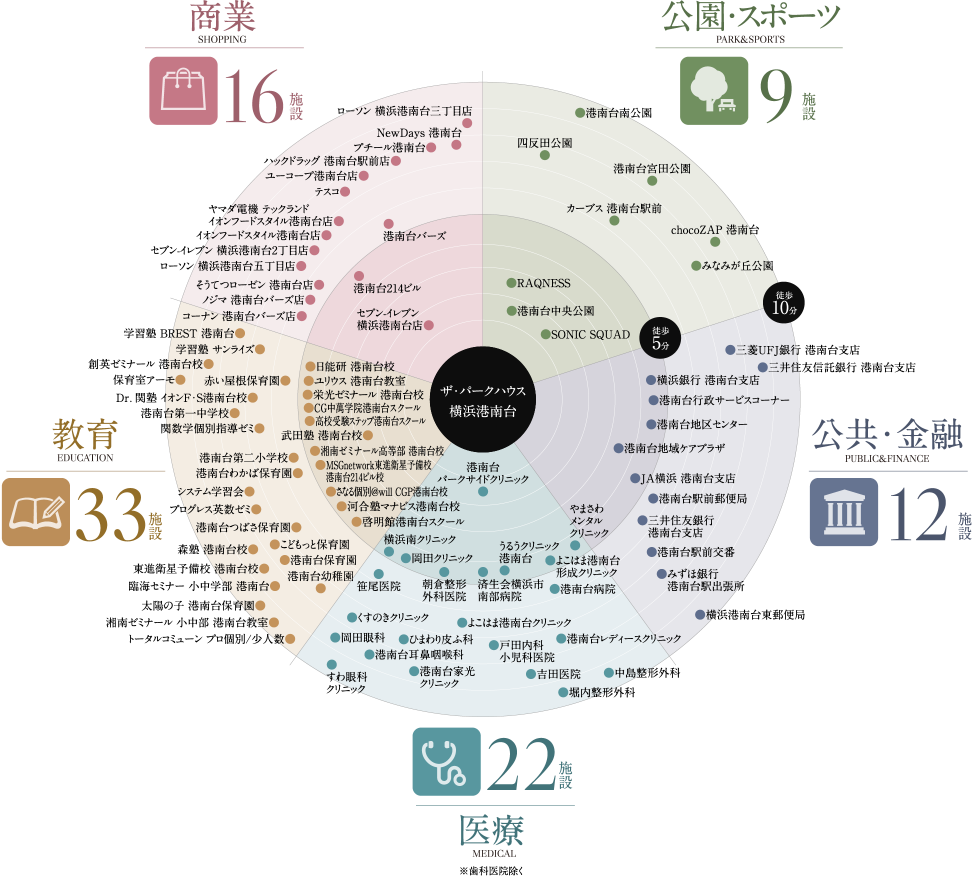 商業
SHOPPING
16
施設
公園・スポーツ
PARK&SPORTS
9
施設
ローソン 横浜港南台三丁目店
NewDays 港南台
プチール港南台
ハックドラッグ 港南台駅前店
ユーコープ港南台店
テスコ
ヤマダ電機 テックランド
イオンフードスタイル港南台店
イオンフードスタイル港南台店
セブン-イレブン 横浜港南台2丁目店
ローソン 横浜港南台五丁目店
そうてつローゼン 港南台店
ノジマ 港南台バーズ店
コーナン 港南台バーズ店
港南台バーズ
港南台214ビル
セブン-イレブン
横浜港南台店
港南台南公園
四反田公園
港南台宮田公園
カーブス 港南台駅前
chocoZAP 港南台
みなみが丘公園
RAQNESS
港南台中央公園
SONIC SQUAD
徒歩
10分
徒歩
5分
ザ・パークハウス
横浜港南台
教育
EDUCATION
33
施設
学習塾 BREST 港南台
学習塾 サンライズ
創英ゼミナール 港南台校
保育室アーモ
赤い屋根保育園
Dr. 関塾 イオンF・S港南台校
港南台第一中学校
関数学個別指導ゼミ
港南台第二小学校
港南台わかば保育園
システム学習会
プログレス英数ゼミ
港南台つばさ保育園
森塾 港南台校
東進衛星予備校 港南台校
臨海セミナー 小中学部 港南台
太陽の子 港南台保育園
湘南ゼミナール 小中部 港南台教室
トータルコミューン プロ個別/少人数
日能研 港南台校
ユリウス 港南台教室
栄光ゼミナール 港南台校
CG中萬学院港南台スクール
高校受験ステップ港南台スクール
武田塾 港南台校
湘南ゼミナール高等部 港南台校
MSGnetwork東進衛星予備校
港南台214ビル校
さなる個別@will CGP港南台校
河合塾マナビス港南台校
啓明館港南台スクール
こどもっと保育園
港南台保育園
港南台幼稚園
公共・金融
PUBLIC&FINANCE
12
施設
三菱UFJ銀行 港南台支店
三井住友信託銀行 港南台支店
横浜銀行 港南台支店
港南台行政サービスコーナー
港南台地区センター
港南台地域ケアプラザ
JA横浜 港南台支店
港南台駅前郵便局
三井住友銀行
港南台支店
港南台駅前交番
みずほ銀行
港南台駅出張所
横浜港南台東郵便局
港南台
パークサイドクリニック
やまさわ
メンタル
クリニック
横浜南クリニック
岡田クリニック
うるうクリニック
港南台
よこはま港南台
形成クリニック
笹尾医院
朝倉整形
外科医院
済生会横浜市
南部病院
港南台病院
くすのきクリニック
よこはま港南台クリニック
岡田眼科
ひまわり皮ふ科
戸田内科
小児科医院
港南台レディースクリニック
港南台耳鼻咽喉科
すわ眼科
クリニック
港南台家光
クリニック
吉田医院
中島整形外科
堀内整形外科
22
施設
医療
MEDICAL
※歯科医院除く